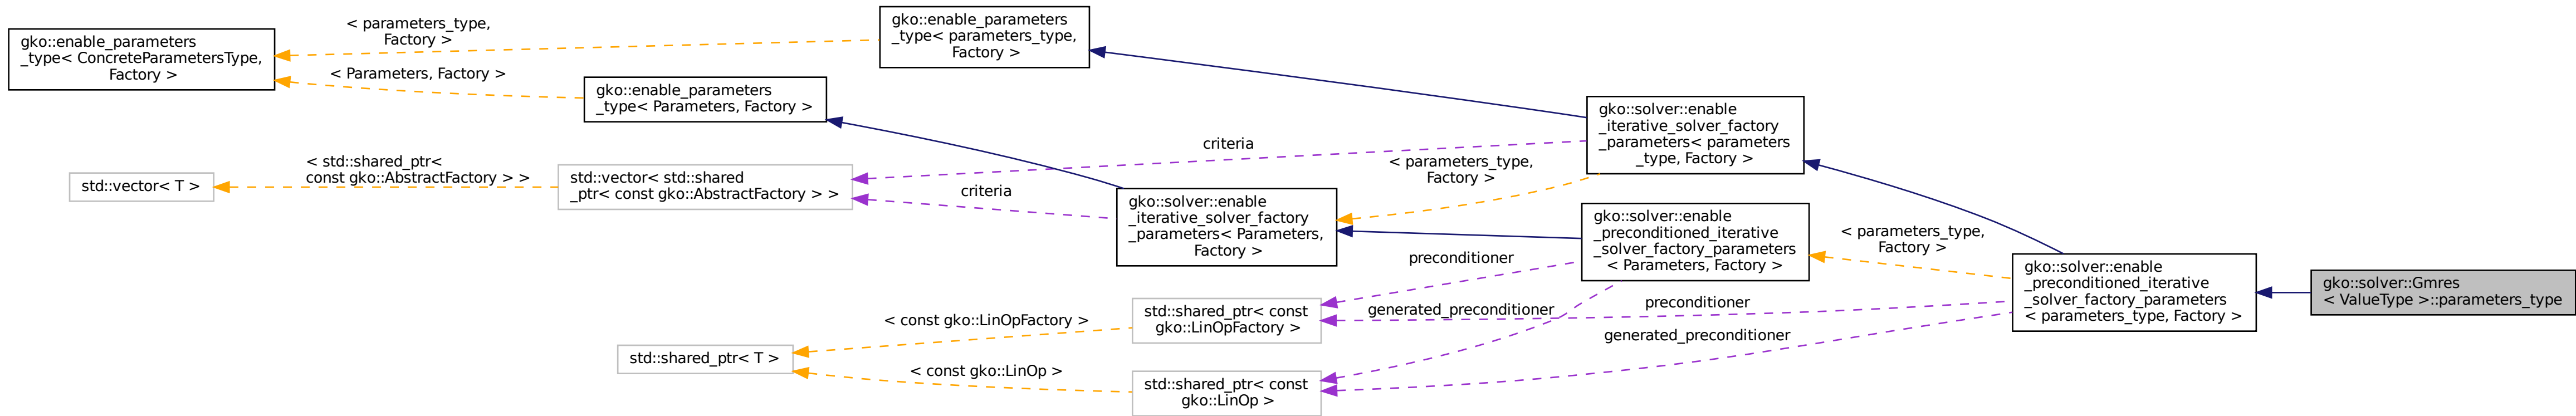 gko::enable_parameters
_type< ConcreteParametersType,
Factory >
< parameters_type,
Factory >
< Parameters, Factory >
gko::enable_parameters
_type< parameters_type,
Factory >
gko::enable_parameters
_type< Parameters, Factory >
std::vector< T >
< std::shared_ptr<
const gko::AbstractFactory > >
std::vector< std::shared
_ptr< const gko::AbstractFactory > >
criteria
criteria
gko::solver::enable
_iterative_solver_factory
_parameters< parameters
_type, Factory >
< parameters_type,
Factory >
gko::solver::enable
_iterative_solver_factory
_parameters< Parameters,
Factory >
gko::solver::enable
_preconditioned_iterative
_solver_factory_parameters
< Parameters, Factory >
< parameters_type,
Factory >
preconditioner
generated_preconditioner
preconditioner
generated_preconditioner
std::shared_ptr< T >
< const gko::LinOpFactory >
< const gko::LinOp >
std::shared_ptr< const
gko::LinOpFactory >
std::shared_ptr< const
gko::LinOp >
gko::solver::enable
_preconditioned_iterative
_solver_factory_parameters
< parameters_type, Factory >
gko::solver::Gmres
< ValueType >::parameters_type